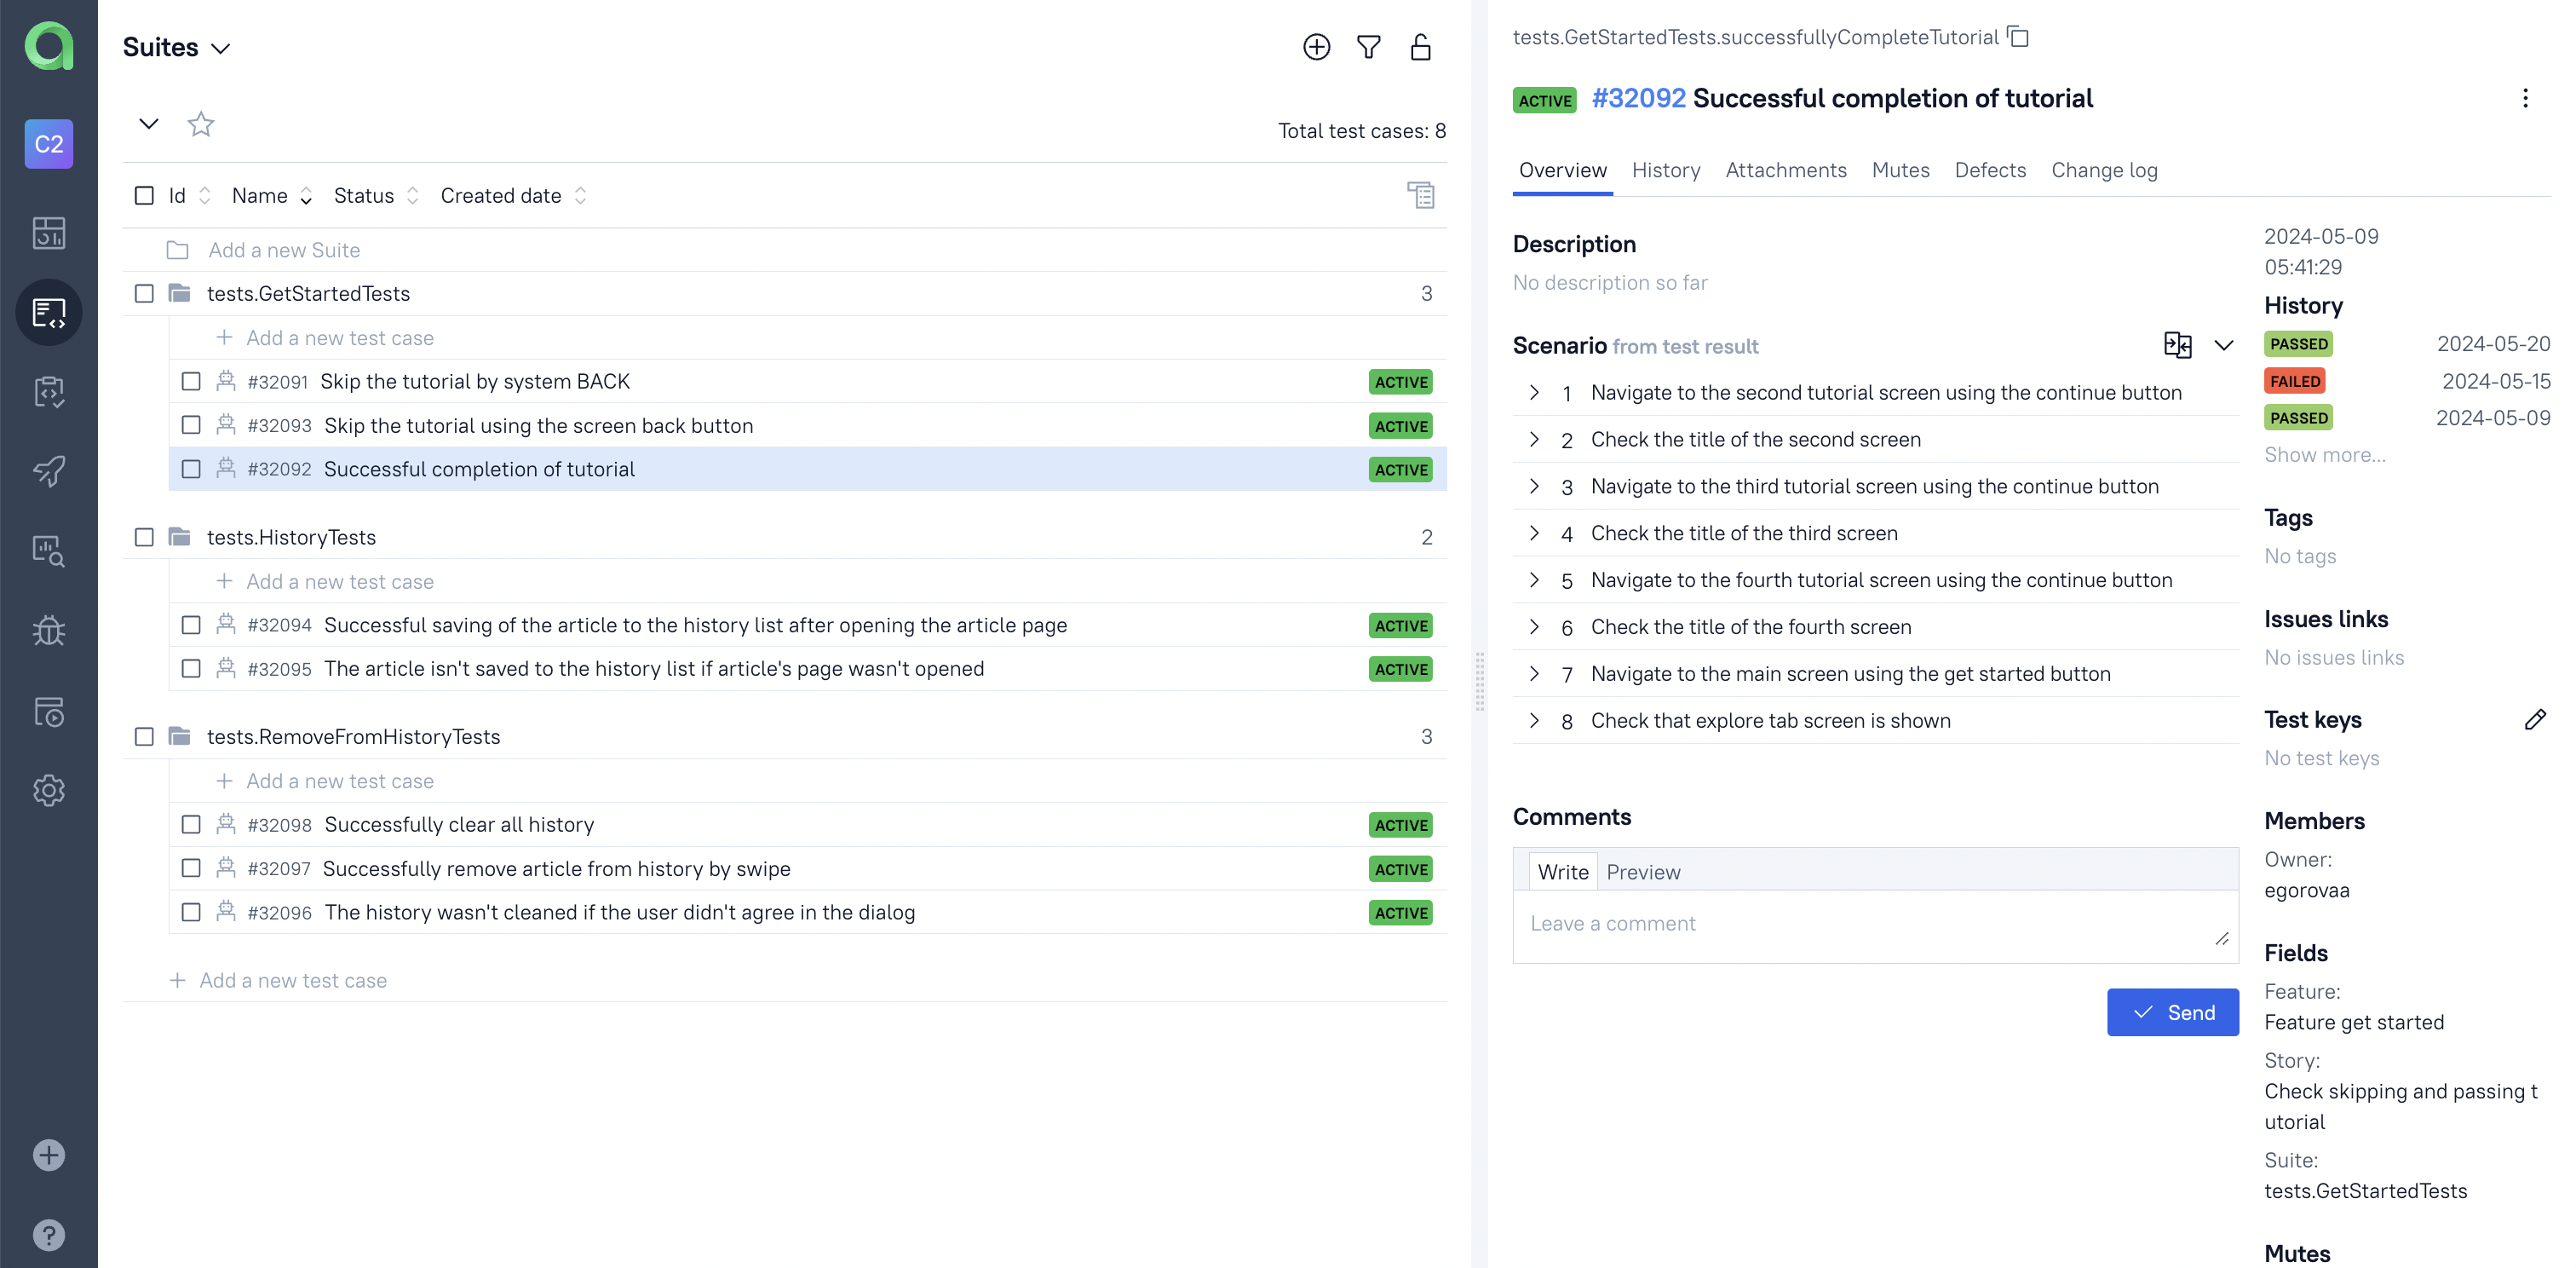 C2
Suites
Total test cases: 8
Id Name Status Created date
Add a new Suite
tests.GetStartedTests 3
Add a new test case
#32091 Skip the tutorial by system BACK ACTIVE
#32093 Skip the tutorial using the screen back button ACTIVE
#32092 Successful completion of tutorial ACTIVE
tests.HistoryTests 2
Add a new test case
#32094 Successful saving of the article to the history list after opening the article page ACTIVE
#32095 The article isn't saved to the history list if article's page wasn't opened ACTIVE
tests.RemoveFromHistoryTests 3
Add a new test case
#32098 Successfully clear all history ACTIVE
#32097 Successfully remove article from history by swipe ACTIVE
#32096 The history wasn't cleaned if the user didn't agree in the dialog ACTIVE
Add a new test case
tests.GetStartedTests.successfullyCompleteTutorial
ACTIVE #32092 Successful completion of tutorial
Overview History Attachments Mutes Defects Change log
Description
No description so far
Scenario from test result
1 Navigate to the second tutorial screen using the continue button
2 Check the title of the second screen
3 Navigate to the third tutorial screen using the continue button
4 Check the title of the third screen
5 Navigate to the fourth tutorial screen using the continue button
6 Check the title of the fourth screen
7 Navigate to the main screen using the get started button
8 Check that explore tab screen is shown
Comments
Write Preview
Leave a comment
Send
2024-05-09
05:41:29
History
PASSED 2024-05-20
FAILED 2024-05-15
PASSED 2024-05-09
Show more...
Tags
No tags
Issues links
No issues links
Test keys
No test keys
Members
Owner:
egorovaa
Fields
Feature:
Feature get started
Story:
Check skipping and passing t
utorial
Suite:
tests.GetStartedTests
Mutes